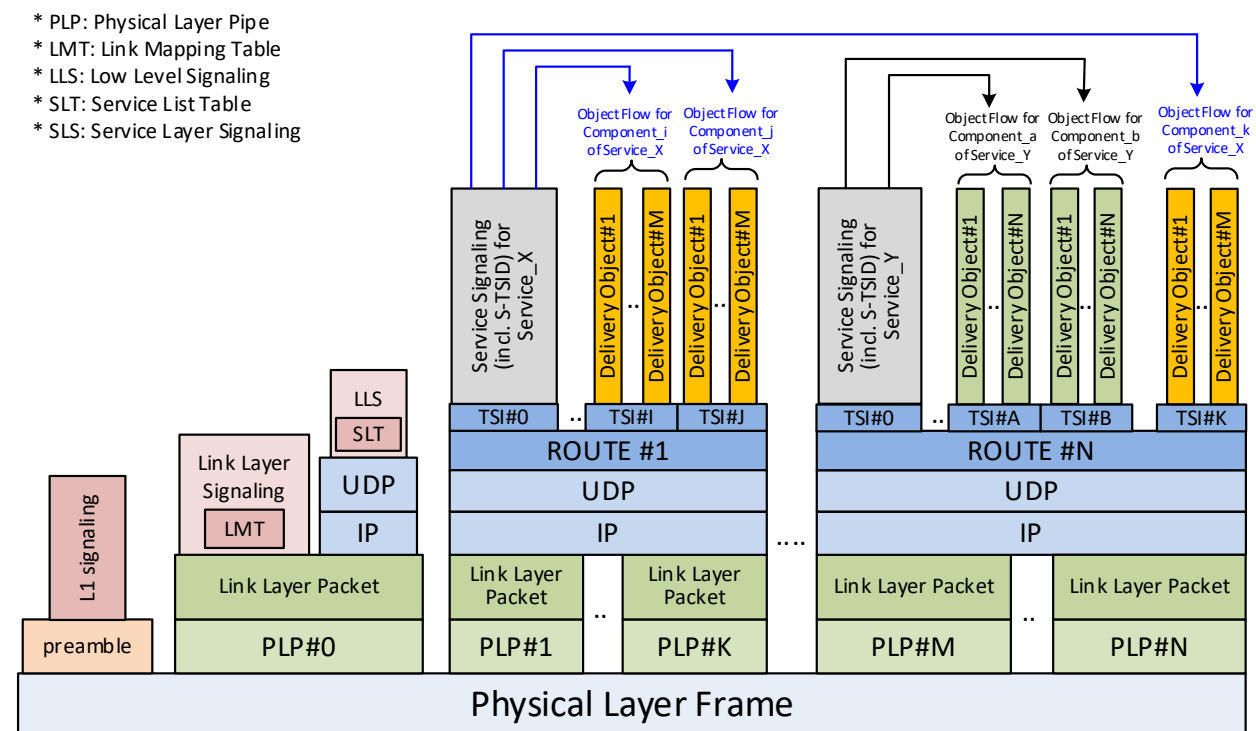 * PLP: Physical Layer Pipe
* LMT: Link Mapping Table
* LLS: Low Level Signaling
* SLT: Service List Table
* SLS: Service Layer Signaling
Object Flow for
Component_i
of Service_X
Object Flow for
Component_j
of Service_X
Object Flow for
Component_a
of Service_Y
Object Flow for
Component_b
of Service_Y
Object Flow for
Component_k
of Service_X
Service Signaling
(incl. S-TSID) for
Service_X
Delivery Object#1
..
Delivery Object#M
Delivery Object#1
..
Delivery Object#M
Service Signaling
(incl. S-TSID) for
Service_Y
Delivery Object#1
..
Delivery Object#N
Delivery Object#1
..
Delivery Object#N
Delivery Object#1
..
Delivery Object#M
LLS
SLT
TSI#0
..
TSI#I
TSI#J
TSI#0
..
TSI#A
TSI#B
TSI#K
ROUTE #1
ROUTE #N
Link Layer
Signaling
LMT
UDP
UDP
UDP
L1 signaling
IP
IP
....
IP
Link Layer Packet
Link Layer
Packet
..
Link Layer
Packet
Link Layer Packet
..
Link Layer Packet
preamble
PLP#0
PLP#1
PLP#K
PLP#M
PLP#N
Physical Layer Frame